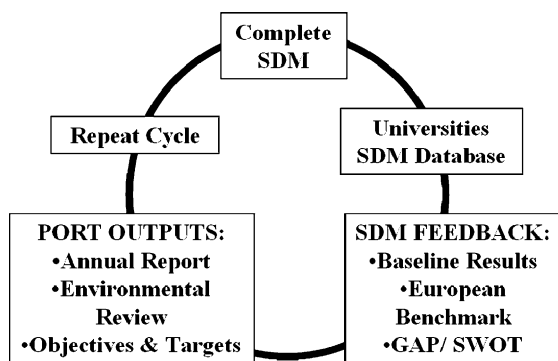 Complete
SDM
Universities
SDM Database
SDM FEEDBACK:
•Baseline Results
•European
Benchmark
•GAP/ SWOT
PORT OUTPUTS:
•Annual Report
•Environmental
Review
•Objectives & Targets
Repeat Cycle